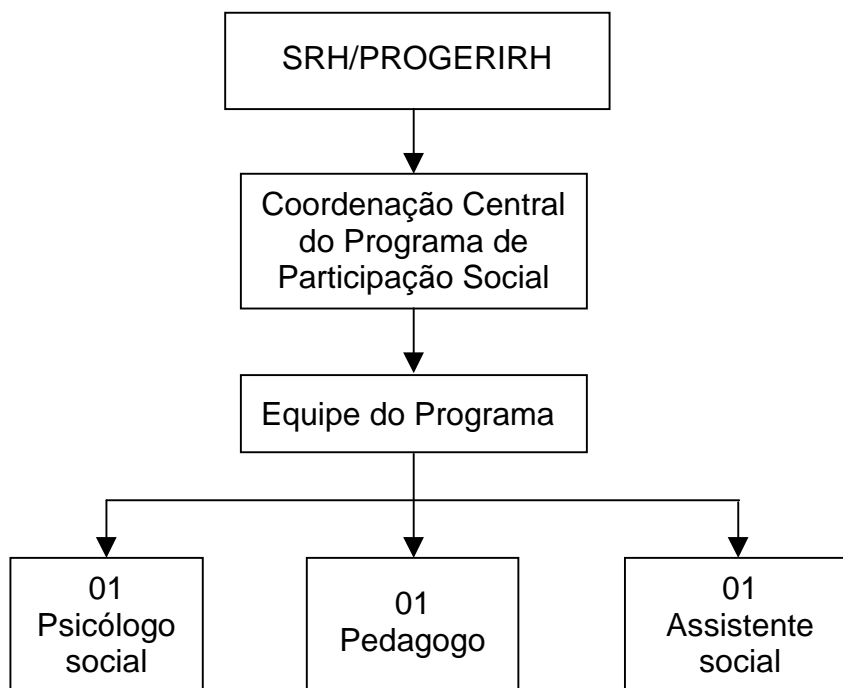 SRH/PROGERIRH
Coordenação Central
do Programa de
Participação Social
Equipe do Programa
01
Psicólogo
social
01
Pedagogo
01
Assistente
social